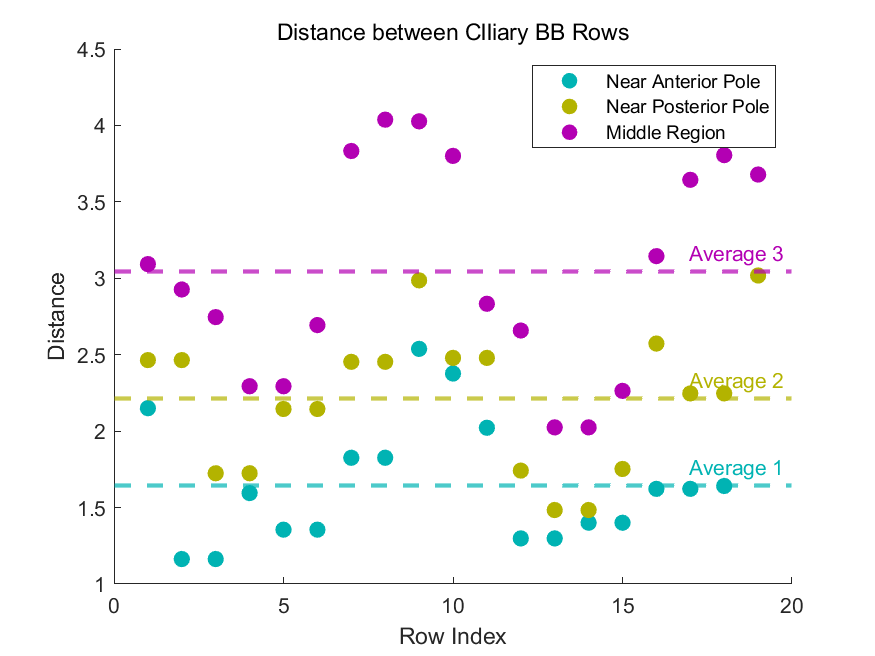 Distance between CIliary BB Rows
4.5
4
3.5
3
2.5
2
1.5
1
Distance
Near Anterior Pole
Near Posterior Pole
Middle Region
Average 3
Average 2
Average 1
0
5
10
15
20
Row Index